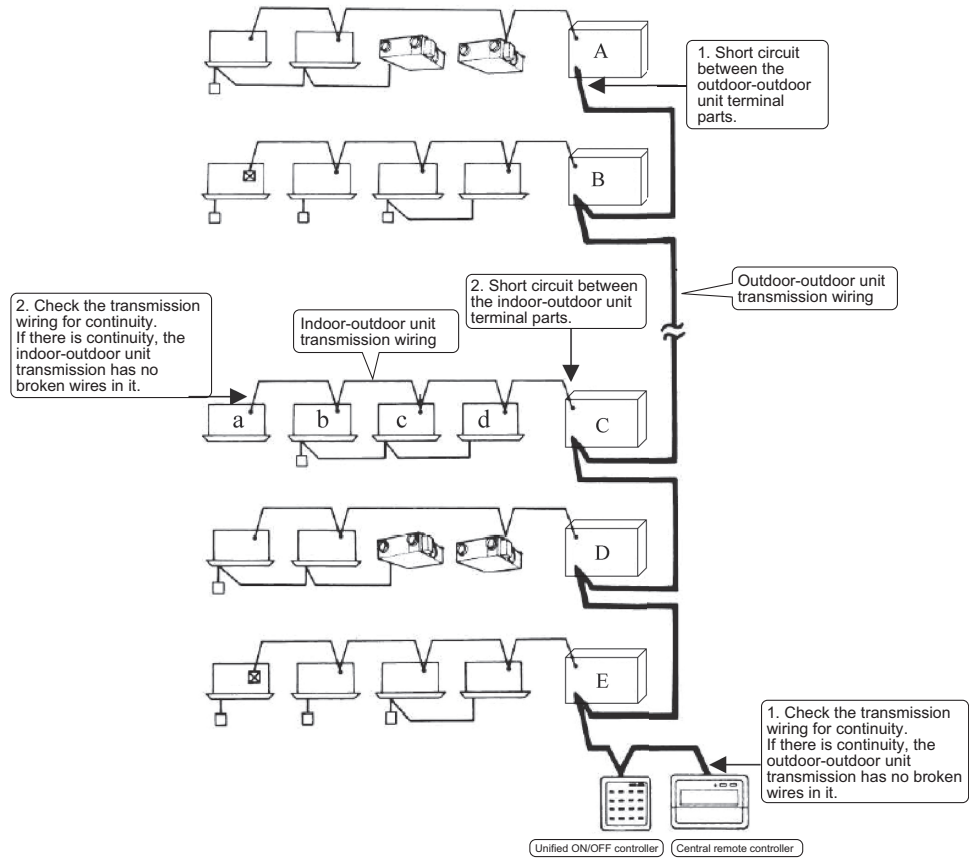 A
1. Short circuit
between the
outdoor-outdoor
unit terminal
parts.
B
2. Check the transmission
wiring for continuity.
If there is continuity, the
indoor-outdoor unit
transmission has no
broken wires in it.
Indoor-outdoor unit
transmission wiring
2. Short circuit between
the indoor-outdoor unit
terminal parts.
Outdoor-outdoor unit
transmission wiring
a
b
c
d
C
D
E
1. Check the transmission
wiring for continuity.
If there is continuity, the
outdoor-outdoor unit
transmission has no broken
wires in it.
Unified ON/OFF controller
Central remote controller